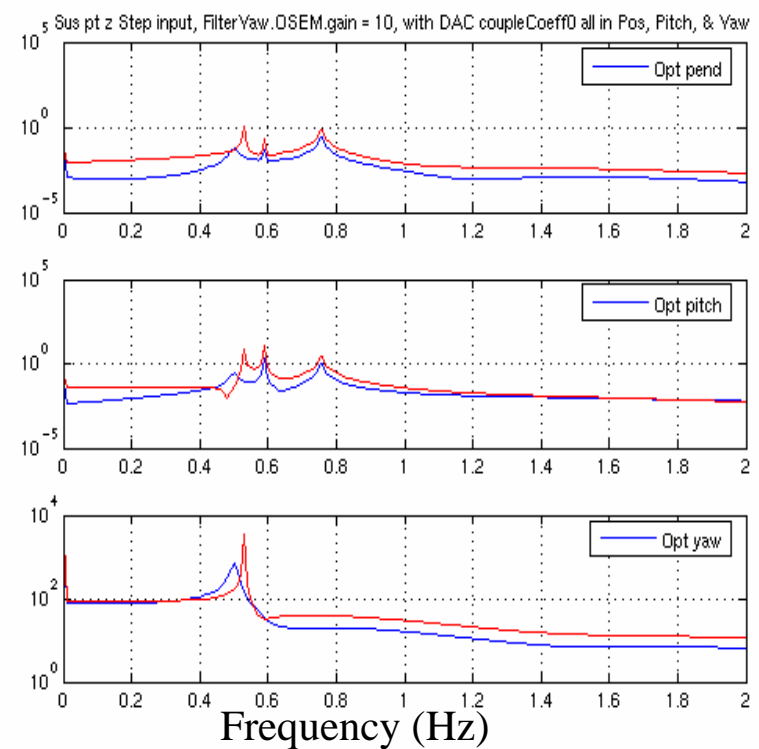 Sus pt z Step input, FilterYaw.OSEM.gain = 10, with DAC coupleCoeff0 all in Pos, Pitch, & Yaw
10^5
Opt pend
10^0
10^-5
0 0.2 0.4 0.6 0.8 1 1.2 1.4 1.6 1.8 2
10^5
Opt pitch
10^0
10^-5
0 0.2 0.4 0.6 0.8 1 1.2 1.4 1.6 1.8 2
10^4
Opt yaw
10^2
10^0
0 0.2 0.4 0.6 0.8 1 1.2 1.4 1.6 1.8 2
Frequency (Hz)